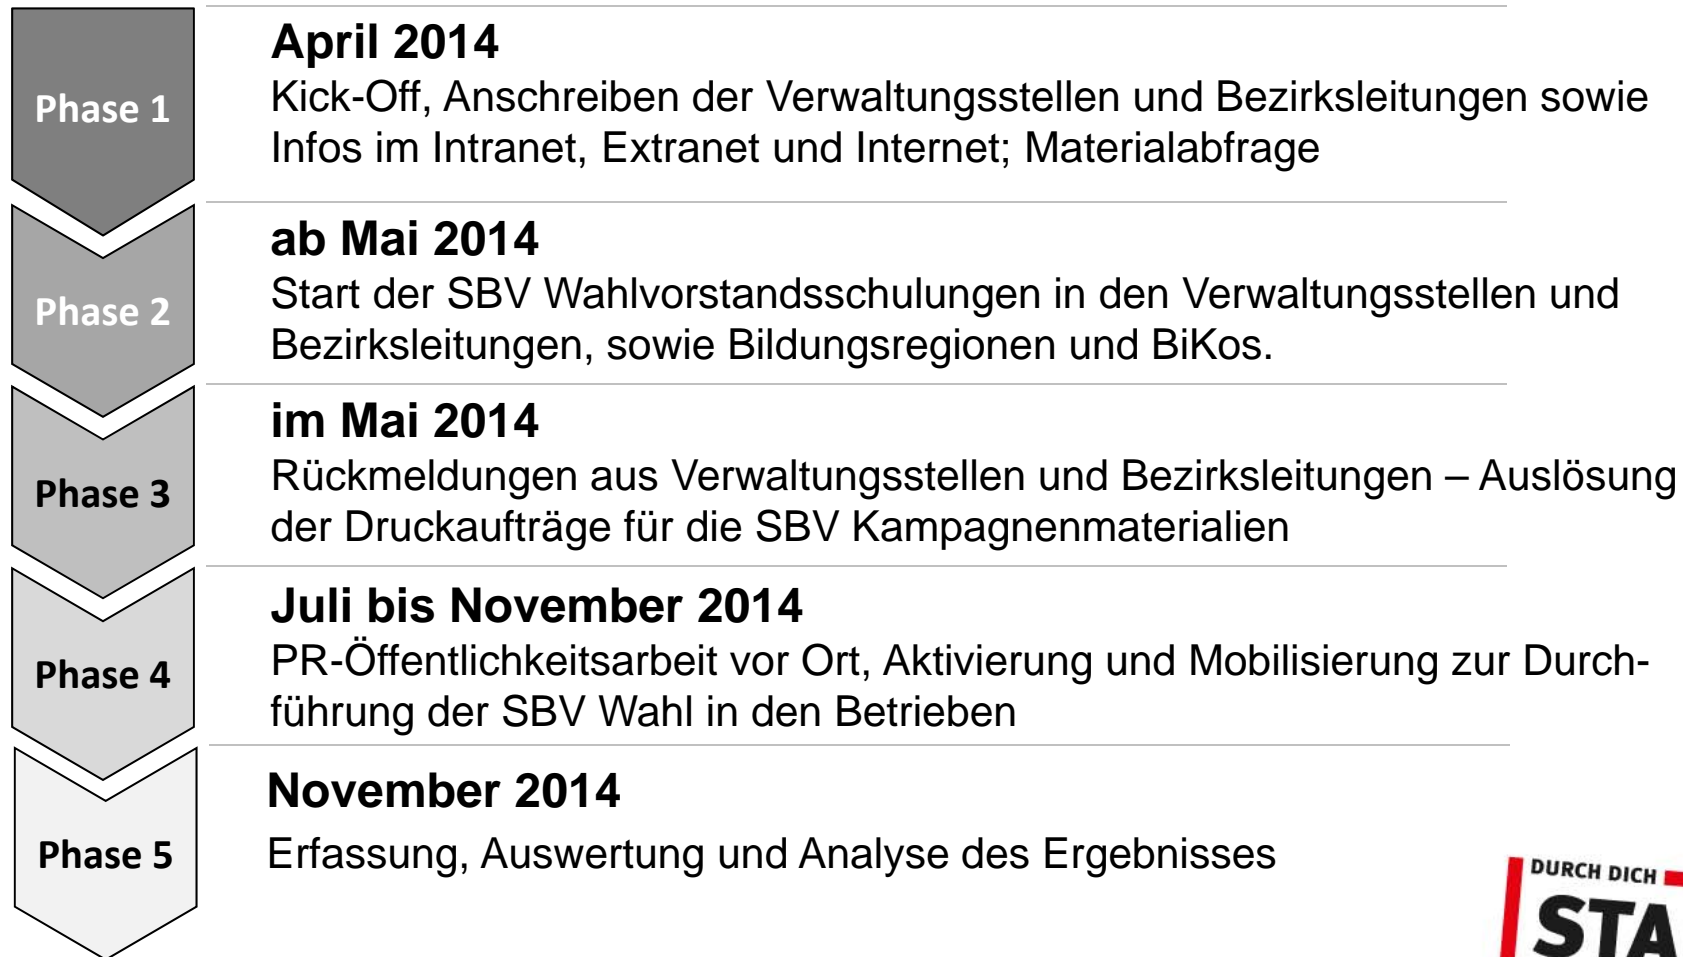 Phase 1
April 2014
Kick-Off, Anschreiben der Verwaltungsstellen und Bezirksleitungen sowie
Infos im Intranet, Extranet und Internet; Materialabfrage
Phase 2
ab Mai 2014
Start der SBV Wahlvorstandsschulungen in den Verwaltungsstellen und
Bezirksleitungen, sowie Bildungsregionen und BiKos.
Phase 3
im Mai 2014
Rückmeldungen aus Verwaltungsstellen und Bezirksleitungen – Auslösung
der Druckaufträge für die SBV Kampagnenmaterialien
Phase 4
Juli bis November 2014
PR-Öffentlichkeitsarbeit vor Ort, Aktivierung und Mobilisierung zur Durch-
führung der SBV Wahl in den Betrieben
Phase 5
November 2014
Erfassung, Auswertung und Analyse des Ergebnisses
DURCH DICH
STA